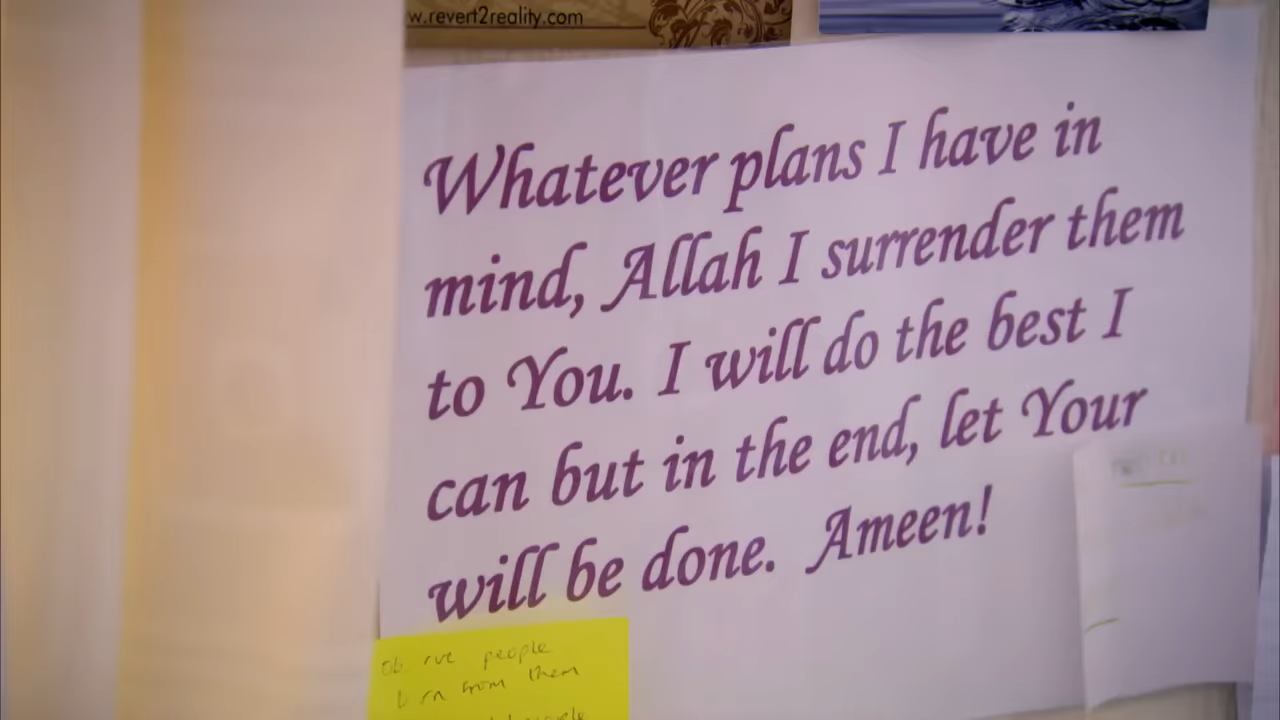 w.revert2reality.com
Whatever plans I have in
mind, Allah I surrender them
to You. I will do the best I
can but in the end, let Your
will be done. Ameen!
people
from them